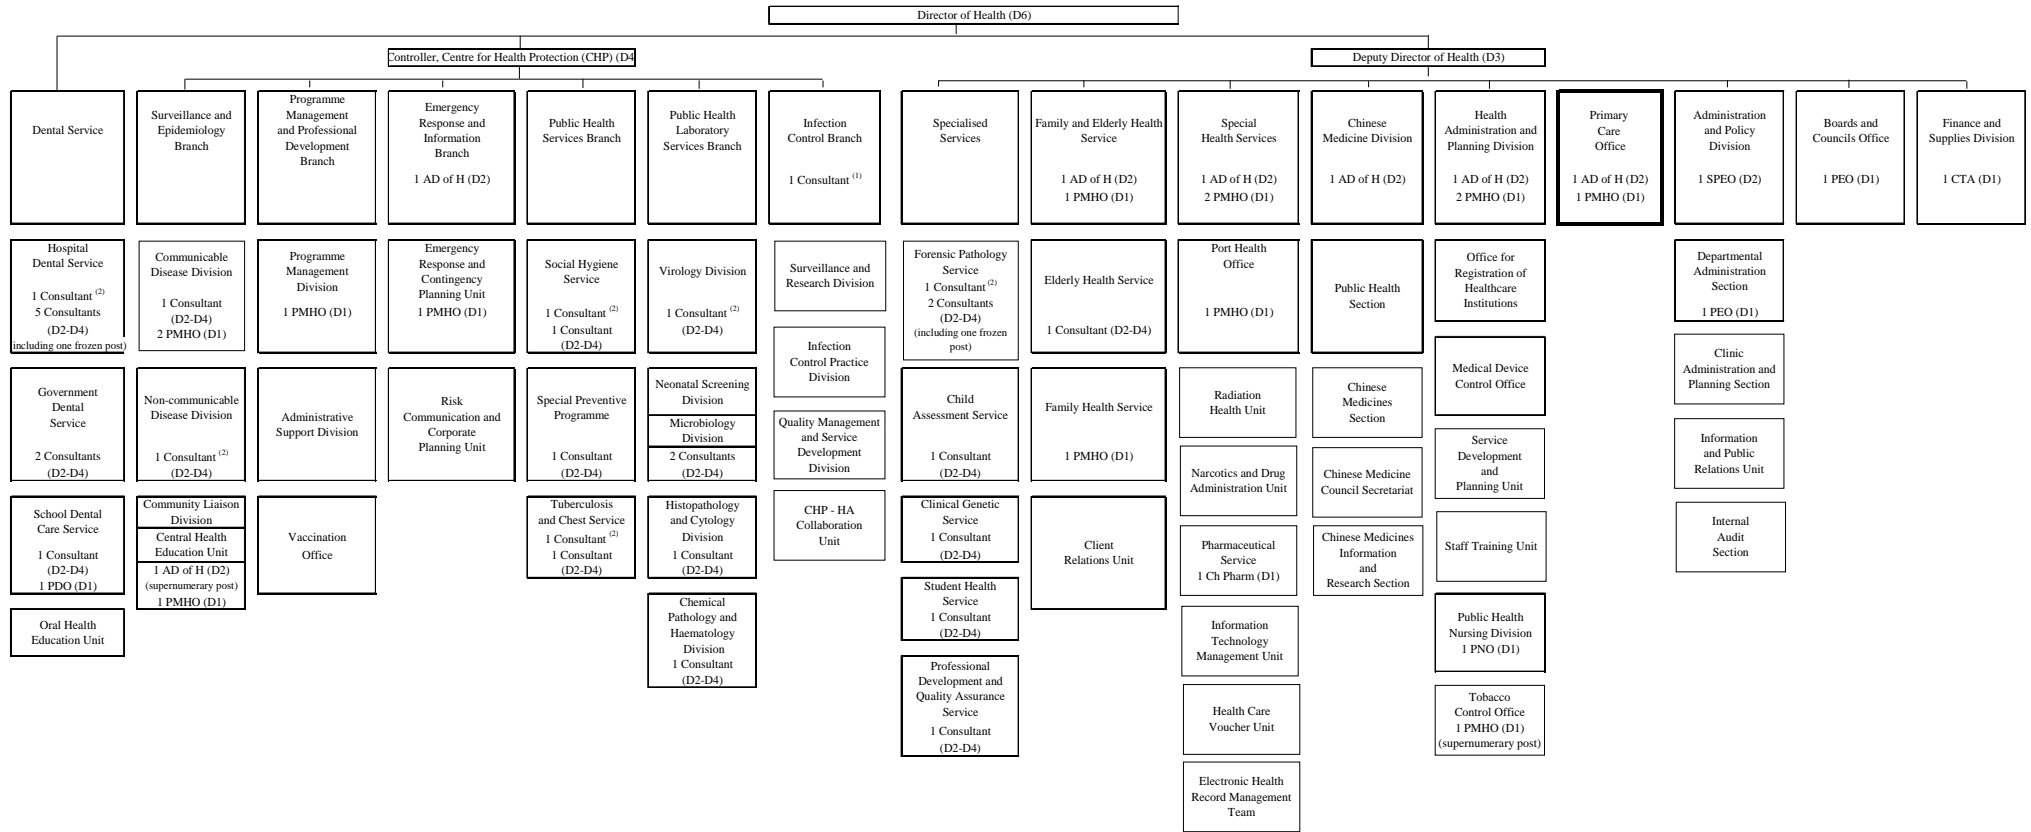 Director of Health (D6)
Controller, Centre for Health Protection (CHP) (D4
Deputy Director of Health (D3)
Dental Service
Surveillance and
Epidemiology
Branch
Programme
Management
and Professional
Development
Branch
Emergency
Response and
Information
Branch
1 AD of H (D2)
Public Health
Services Branch
Public Health
Laboratory
Services Branch
Infection
Control Branch
1 Consultant (1)
Specialised
Services
Family and Elderly Health
Service
1 AD of H (D2)
1 PMHO (D1)
Special
Health Services
1 AD of H (D2)
2 PMHO (D1)
Chinese
Medicine Division
1 AD of H (D2)
Health
Administration and
Planning Division
1 AD of H (D2)
2 PMHO (D1)
Primary
Care
Office
1 AD of H (D2)
1 PMHO (D1)
Administration
and Policy
Division
1 SPEO (D2)
Boards and
Councils Office
1 PEO (D1)
Finance and
Supplies Division
1 CTA (D1)
Hospital
Dental Service
1 Consultant (2)
5 Consultants
(D2-D4)
including one frozen post)
Government
Dental
Service
2 Consultants
(D2-D4)
School Dental
Care Service
1 Consultant
(D2-D4)
1 PDO (D1)
Oral Health
Education Unit
Communicable
Disease Division
1 Consultant
(D2-D4)
2 PMHO (D1)
Non-communicable
Disease Division
1 Consultant (2)
(D2-D4)
Community Liaison
Division
Central Health
Education Unit
1 AD of H (D2)
(supernumerary post)
1 PMHO (D1)
Programme
Management
Division
1 PMHO (D1)
Administrative
Support Division
Vaccination
Office
Emergency
Response and
Contingency
Planning Unit
1 PMHO (D1)
Risk
Communication and
Corporate
Planning Unit
Social Hygiene
Service
1 Consultant (2)
1 Consultant
(D2-D4)
Special Preventive
Programme
1 Consultant
(D2-D4)
Tuberculosis
and Chest Service
1 Consultant (2)
1 Consultant
(D2-D4)
Virology Division
1 Consultant (2)
(D2-D4)
Neonatal Screening
Division
Microbiology
Division
2 Consultants
(D2-D4)
Histopathology
and Cytology
Division
1 Consultant
(D2-D4)
Chemical
Pathology and
Haematology
Division
1 Consultant
(D2-D4)
Surveillance and
Research Division
Infection
Control Practice
Division
Quality Management
and Service
Development
Division
CHP - HA
Collaboration
Unit
Forensic Pathology
Service
1 Consultant (2)
2 Consultants
(D2-D4)
(including one frozen
post)
Child
Assessment Service
1 Consultant
(D2-D4)
Clinical Genetic
Service
1 Consultant
(D2-D4)
Student Health
Service
1 Consultant
(D2-D4)
Professional
Development and
Quality Assurance
Service
1 Consultant
(D2-D4)
Elderly Health Service
1 Consultant (D2-D4)
Family Health Service
1 PMHO (D1)
Client
Relations Unit
Port Health
Office
1 PMHO (D1)
Radiation
Health Unit
Narcotics and Drug
Administration Unit
Pharmaceutical
Service
1 Ch Pharm (D1)
Information
Technology
Management Unit
Health Care
Voucher Unit
Electronic Health
Record Management
Team
Public Health
Section
Chinese
Medicines
Section
Chinese Medicine
Council Secretariat
Chinese Medicines
Information
and
Research Section
Office for
Registration of
Healthcare
Institutions
Medical Device
Control Office
Service
Development
and
Planning Unit
Staff Training Unit
Public Health
Nursing Division
1 PNO (D1)
Tobacco
Control Office
1 PMHO (D1)
(supernumerary post)
Departmental
Administration
Section
1 PEO (D1)
Clinic
Administration and
Planning Section
Information
and Public
Relations Unit
Internal
Audit
Section